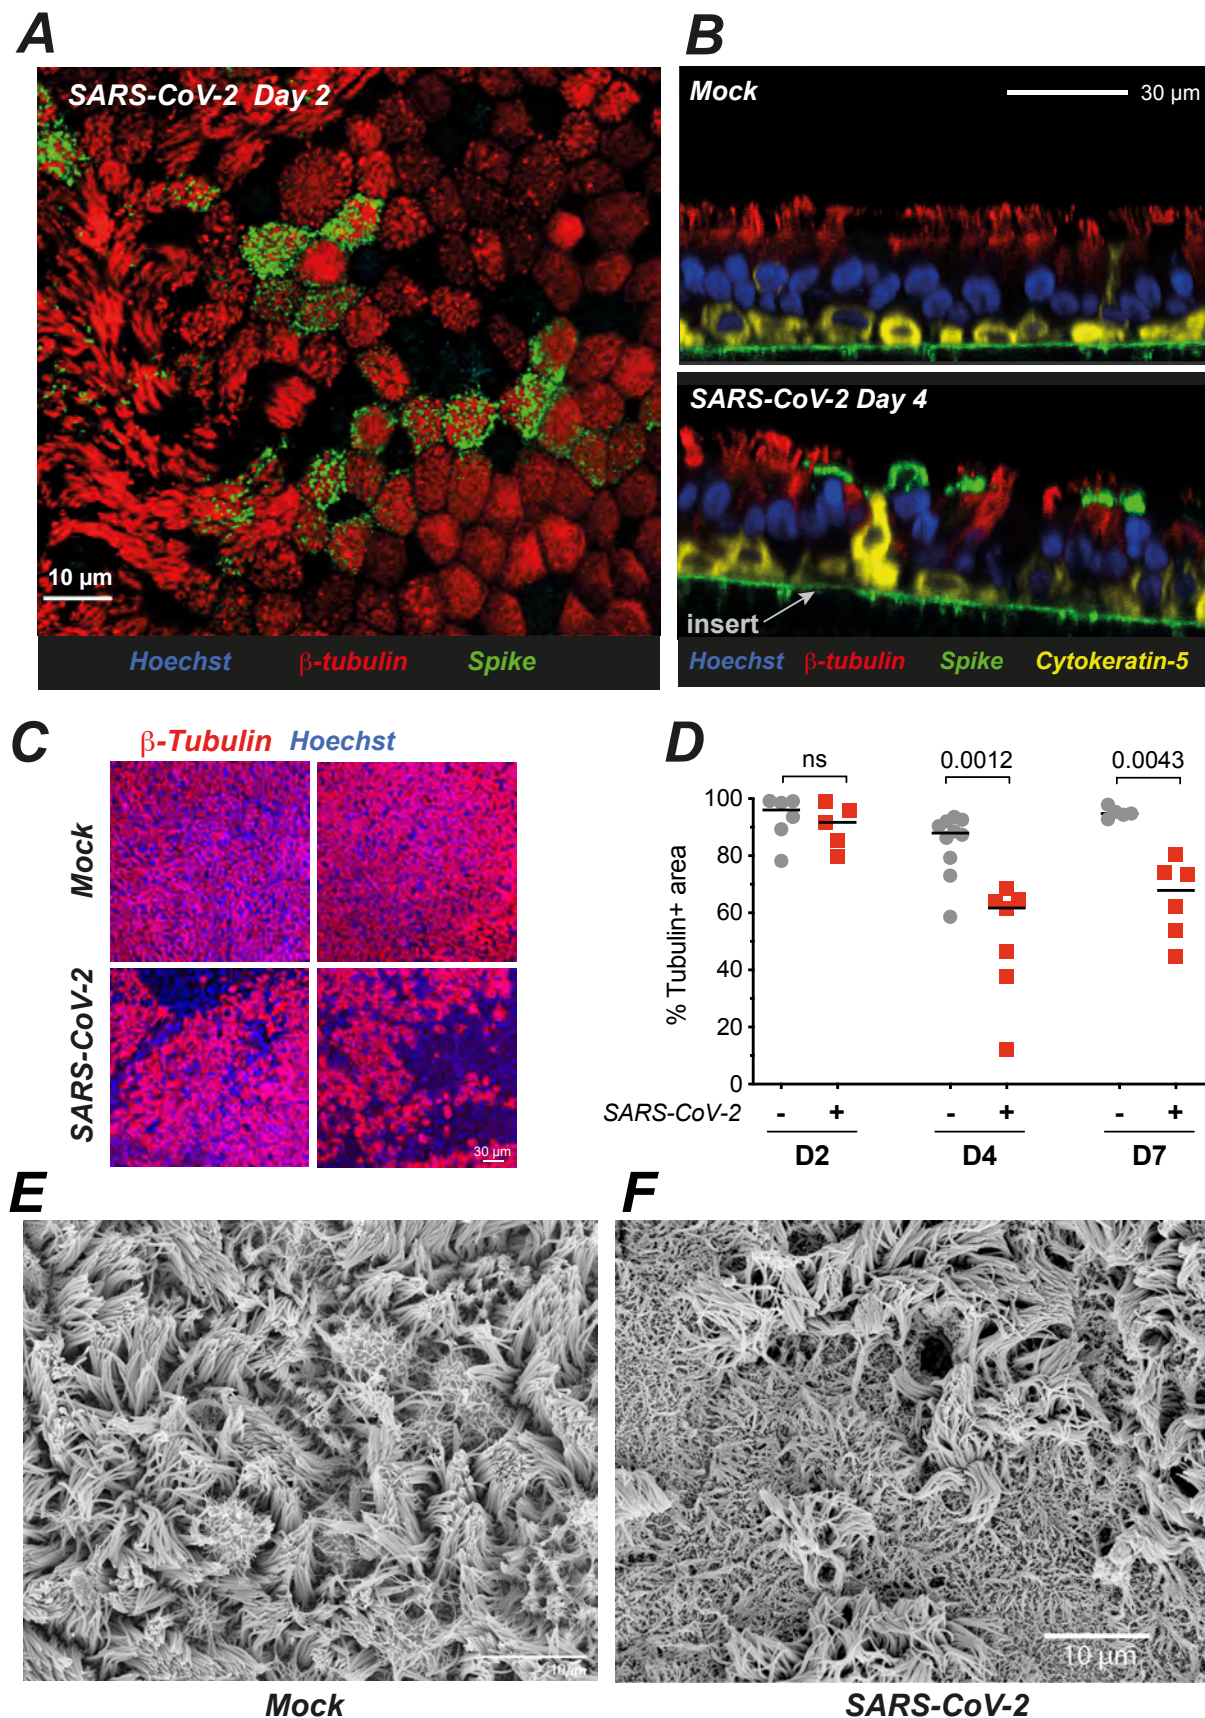 A
SARS-CoV-2 Day 2
10 µm
Hoechst β-tubulin Spike
B
Mock
30 µm
SARS-CoV-2 Day 4
insert
Hoechst β-tubulin Spike Cytokeratin-5
C
β-Tubulin Hoechst
Mock
SARS-CoV-2
30 µm
D
ns 0.0012 0.0043
% Tubulin+ area
100
80
60
40
20
0
SARS-CoV-2 - + - + - +
D2 D4 D7
E
10µm
Mock
F
10 µm
SARS-CoV-2